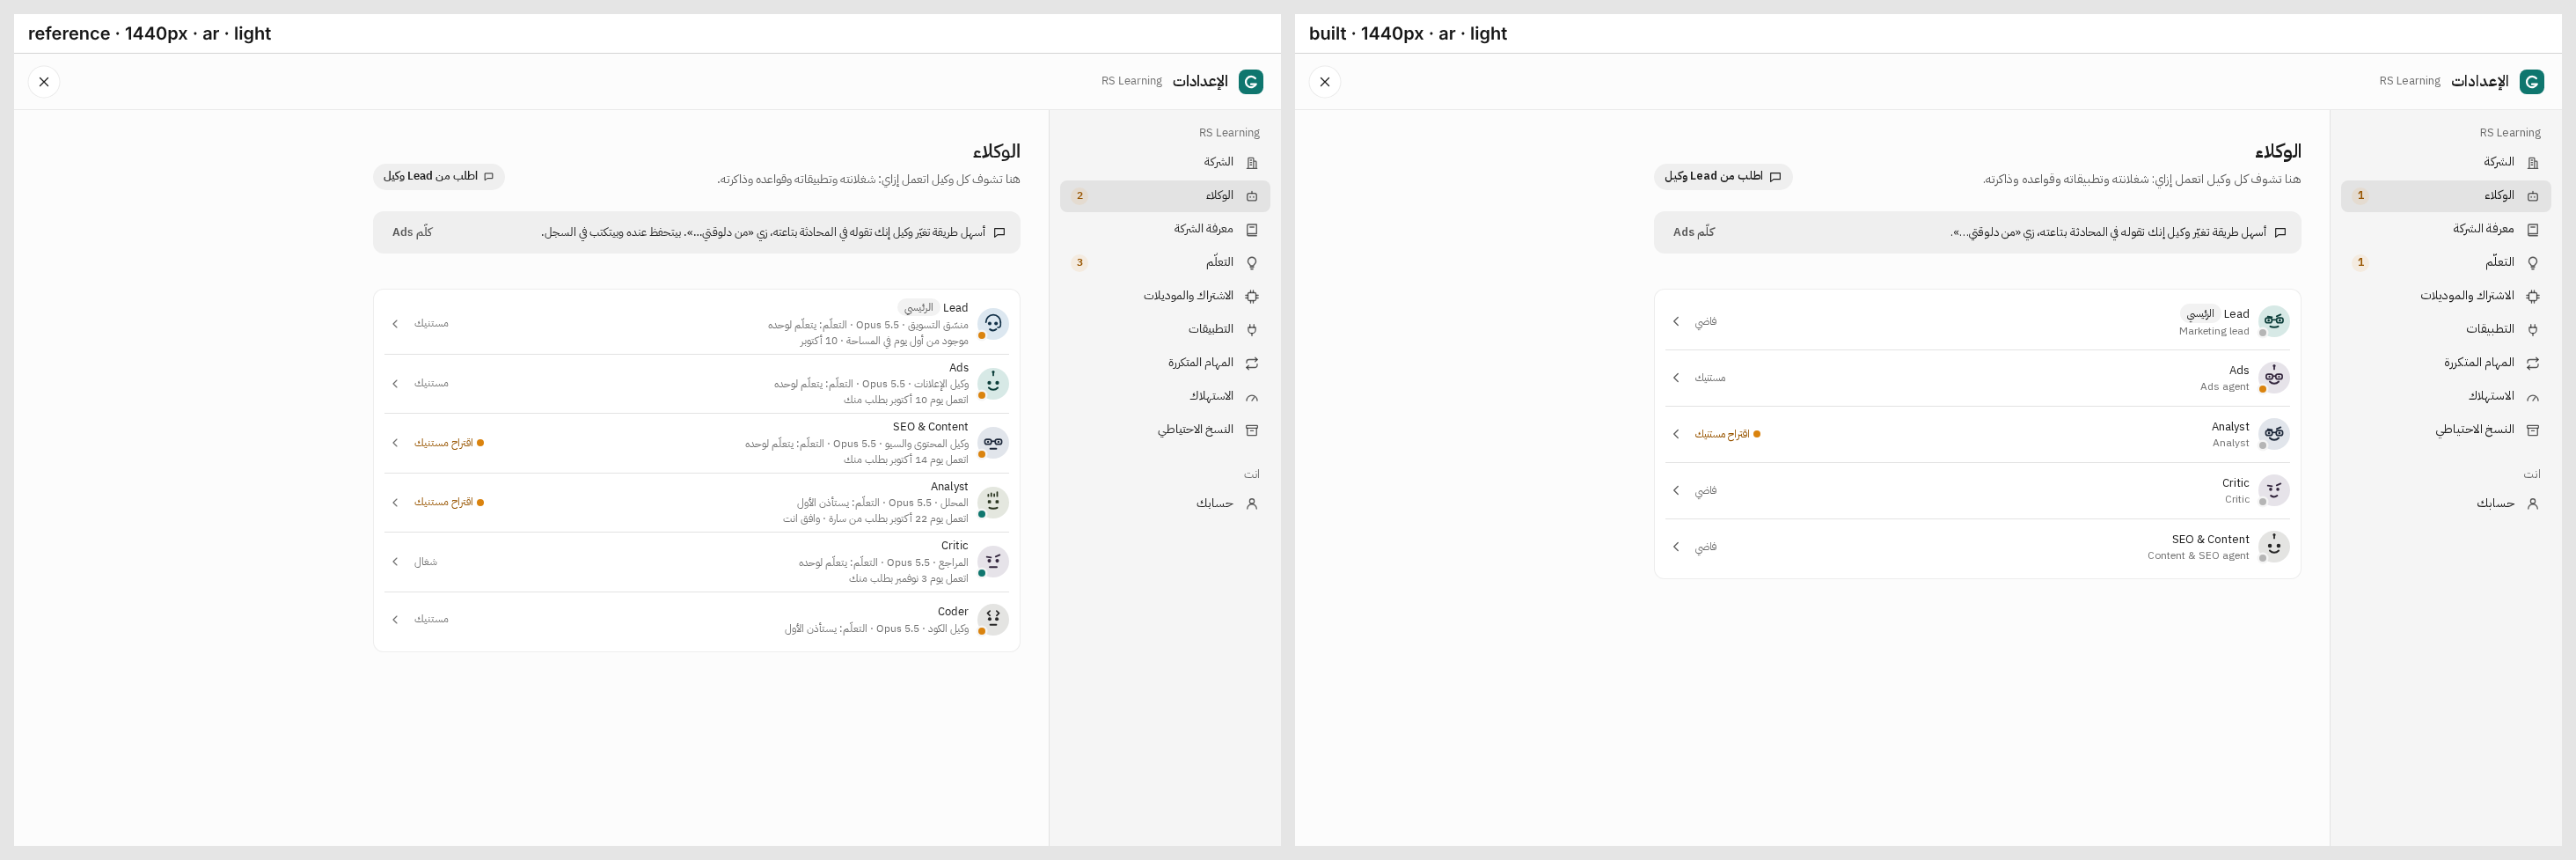 reference · 1440px · ar · light
الإعدادات RS Learning
RS Learning
الشركة
الوكلاء 2
معرفة الشركة
التعلّم 3
الاشتراك والموديلات
التطبيقات
المهام المتكررة
الاستهلاك
النسخ الاحتياطي
انت
حسابك
الوكلاء
هنا تشوف كل وكيل اتعمل إزاي: شغلانته وتطبيقاته وقواعده وذاكرته.
اطلب من Lead وكيل
أسهل طريقة تغيّر وكيل إنك تقوله في المحادثة بتاعته، زي «من دلوقتي…». بيتحفظ عنده وبيتكتب في السجل.
كلّم Ads
Lead الرئيسي
منسّق التسويق · Opus 5.5 · التعلّم: يتعلّم لوحده
موجود من أول يوم في المساحة · 10 أكتوبر
مستنيك
Ads
وكيل الإعلانات · Opus 5.5 · التعلّم: يتعلّم لوحده
اتعمل يوم 10 أكتوبر بطلب منك
مستنيك
SEO & Content
وكيل المحتوى والسيو · Opus 5.5 · التعلّم: يتعلّم لوحده
اتعمل يوم 14 أكتوبر بطلب منك
اقتراح مستنيك
Analyst
المحلل · Opus 5.5 · التعلّم: يستأذن الأول
اتعمل يوم 22 أكتوبر بطلب من سارة · وافق انت
اقتراح مستنيك
Critic
المراجع · Opus 5.5 · التعلّم: يتعلّم لوحده
اتعمل يوم 3 نوفمبر بطلب منك
شغال
Coder
وكيل الكود · Opus 5.5 · التعلّم: يستأذن الأول
مستنيك
built · 1440px · ar · light
الإعدادات RS Learning
RS Learning
الشركة
الوكلاء 1
معرفة الشركة
التعلّم 1
الاشتراك والموديلات
التطبيقات
المهام المتكررة
الاستهلاك
النسخ الاحتياطي
انت
حسابك
الوكلاء
هنا تشوف كل وكيل اتعمل إزاي: شغلانته وتطبيقاته وقواعده وذاكرته.
اطلب من Lead وكيل
أسهل طريقة تغيّر وكيل إنك تقوله في المحادثة بتاعته، زي «من دلوقتي…».
كلّم Ads
Lead الرئيسي
Marketing lead
فاضي
Ads
Ads agent
مستنيك
Analyst
Analyst
اقتراح مستنيك
Critic
Critic
فاضي
SEO & Content
Content & SEO agent
فاضي